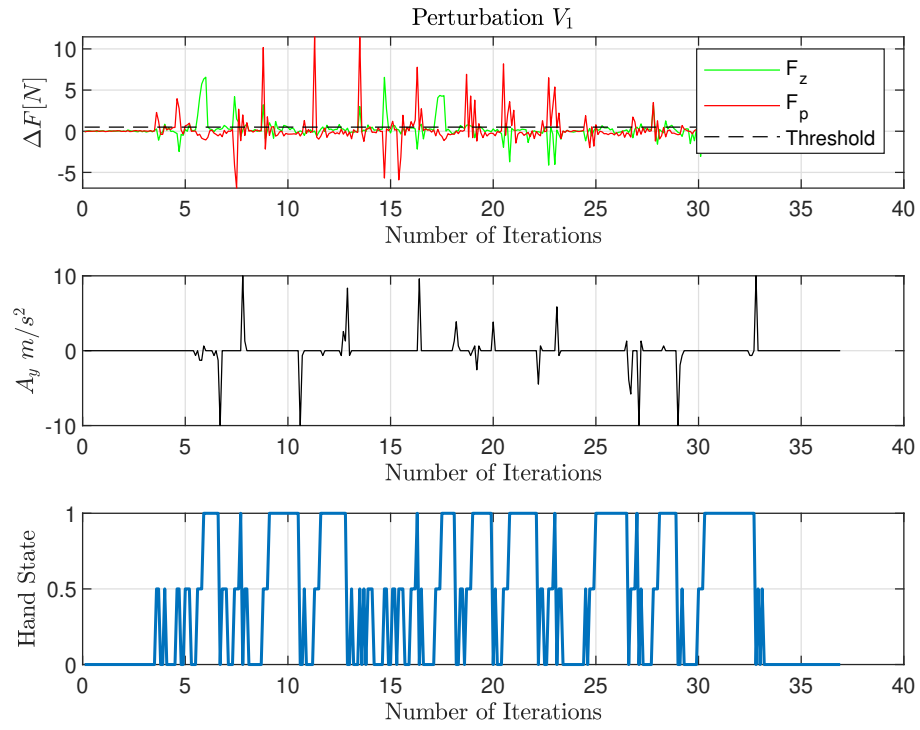 Perturbation V₁
ΔF[N]
10
5
0
-5
F_z
F_p
Threshold
0 5 10 15 20 25 30 35 40
Number of Iterations
A_y m/s²
10
0
-10
0 5 10 15 20 25 30 35 40
Number of Iterations
Hand State
1
0.5
0
0 5 10 15 20 25 30 35 40
Number of Iterations